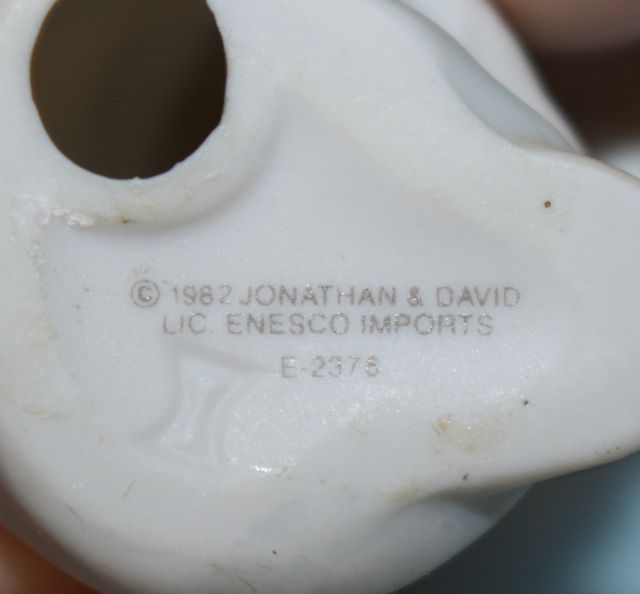 © 1982 JONATHAN & DAVID
LIC. ENESCO IMPORTS
E-2376